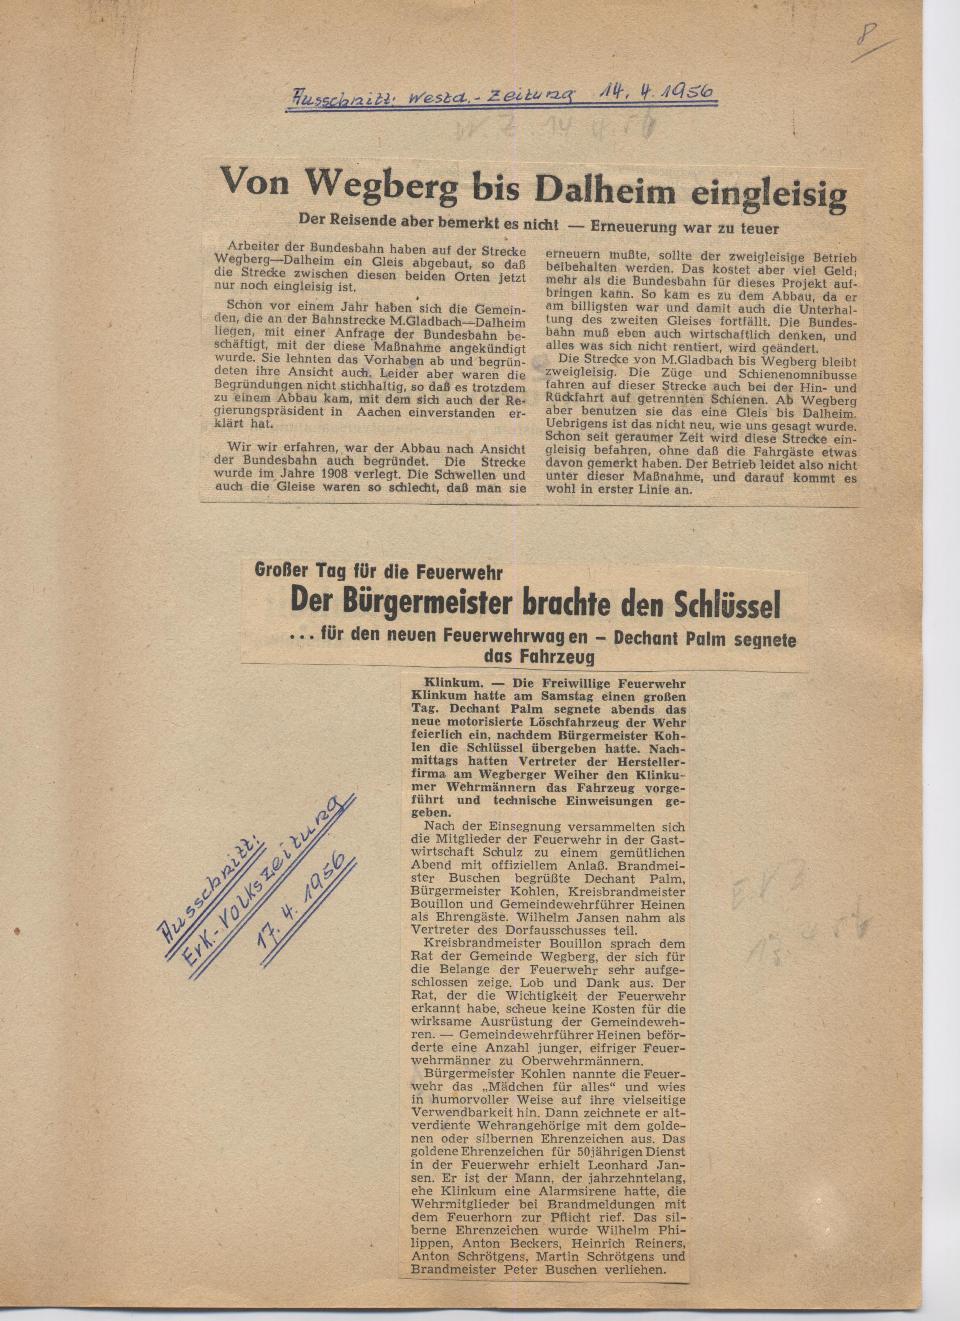 8
Ausschnitt: Westd.-Zeitung 14. 4. 1956
W Z 14 4. 56
Von Wegberg bis Dalheim eingleisig
Der Reisende aber bemerkt es nicht — Erneuerung war zu teuer
Arbeiter der Bundesbahn haben auf der Strecke
Wegberg—Dalheim ein Gleis abgebaut, so daß
die Strecke zwischen diesen beiden Orten jetzt
nur noch eingleisig ist.
Schon vor einem Jahr haben sich die Gemein-
den, die an der Bahnstrecke M.Gladbach—Dalheim
liegen, mit einer Anfrage der Bundesbahn be-
schäftigt, mit der diese Maßnahme angekündigt
wurde. Sie lehnten das Vorhaben ab und begrün-
deten ihre Ansicht auch. Leider aber waren die
Begründungen nicht stichhaltig, so daß es trotzdem
zu einem Abbau kam, mit dem sich auch der Re-
gierungspräsident in Aachen einverstanden er-
klärt hat.
Wir wir erfahren, war der Abbau nach Ansicht
der Bundesbahn auch begründet. Die Strecke
wurde im Jahre 1908 verlegt. Die Schwellen und
auch die Gleise waren so schlecht, daß man sie
erneuern mußte, sollte der zweigleisige Betrieb
beibehalten werden. Das kostet aber viel Geld;
mehr als die Bundesbahn für dieses Projekt auf-
bringen kann. So kam es zu dem Abbau, da er
am billigsten war und damit auch die Unterhal-
tung des zweiten Gleises fortfällt. Die Bundes-
bahn muß eben auch wirtschaftlich denken, und
alles was sich nicht rentiert, wird geändert.
Die Strecke von M.Gladbach bis Wegberg bleibt
zweigleisig. Die Züge und Schienenomnibusse
fahren auf dieser Strecke auch bei der Hin- und
Rückfahrt auf getrennten Schienen. Ab Wegberg
aber benutzen sie das eine Gleis bis Dalheim.
Uebrigens ist das nicht neu, wie uns gesagt wurde.
Schon seit geraumer Zeit wird diese Strecke ein-
gleisig befahren, ohne daß die Fahrgäste etwas
davon gemerkt haben. Der Betrieb leidet also nicht
unter dieser Maßnahme, und darauf kommt es
wohl in erster Linie an.
Großer Tag für die Feuerwehr
Der Bürgermeister brachte den Schlüssel
... für den neuen Feuerwehrwagen – Dechant Palm segnete
das Fahrzeug
Klinkum. — Die Freiwillige Feuerwehr
Klinkum hatte am Samstag einen großen
Tag. Dechant Palm segnete abends das
neue motorisierte Löschfahrzeug der Wehr
feierlich ein, nachdem Bürgermeister Koh-
len die Schlüssel übergeben hatte. Nach-
mittags hatten Vertreter der Hersteller-
firma am Wegberger Weiher den Klinku-
mer Wehrmännern das Fahrzeug vorge-
führt und technische Einweisungen ge-
geben.
Nach der Einsegnung versammelten sich
die Mitglieder der Feuerwehr in der Gast-
wirtschaft Schulz zu einem gemütlichen
Abend mit offiziellem Anlaß. Brandmei-
ster Buschen begrüßte Dechant Palm,
Bürgermeister Kohlen, Kreisbrandmeister
Bouillon und Gemeindewehrführer Heinen
als Ehrengäste. Wilhelm Jansen nahm als
Vertreter des Dorfausschusses teil.
Kreisbrandmeister Bouillon sprach dem
Rat der Gemeinde Wegberg, der sich für
die Belange der Feuerwehr sehr aufge-
schlossen zeige, Lob und Dank aus. Der
Rat, der die Wichtigkeit der Feuerwehr
erkannt habe, scheue keine Kosten für die
wirksame Ausrüstung der Gemeindeweh-
ren. — Gemeindewehrführer Heinen beför-
derte eine Anzahl junger, eifriger Feuer-
wehrmänner zu Oberwehrmännern.
Bürgermeister Kohlen nannte die Feuer-
wehr das „Mädchen für alles“ und wies
in humorvoller Weise auf ihre vielseitige
Verwendbarkeit hin. Dann zeichnete er alt-
verdiente Wehrangehörige mit dem golde-
nen oder silbernen Ehrenzeichen aus. Das
goldene Ehrenzeichen für 50jährigen Dienst
in der Feuerwehr erhielt Leonhard Jan-
sen. Er ist der Mann, der jahrzehntelang,
ehe Klinkum eine Alarmsirene hatte, die
Wehrmitglieder bei Brandmeldungen mit
dem Feuerhorn zur Pflicht rief. Das sil-
berne Ehrenzeichen wurde Wilhelm Phi-
lippen, Anton Beckers, Heinrich Reiners,
Anton Schrötgens, Martin Schrötgens und
Brandmeister Peter Buschen verliehen.
Ausschnitt:
Erk.-Volkszeitung
17. 4. 1956